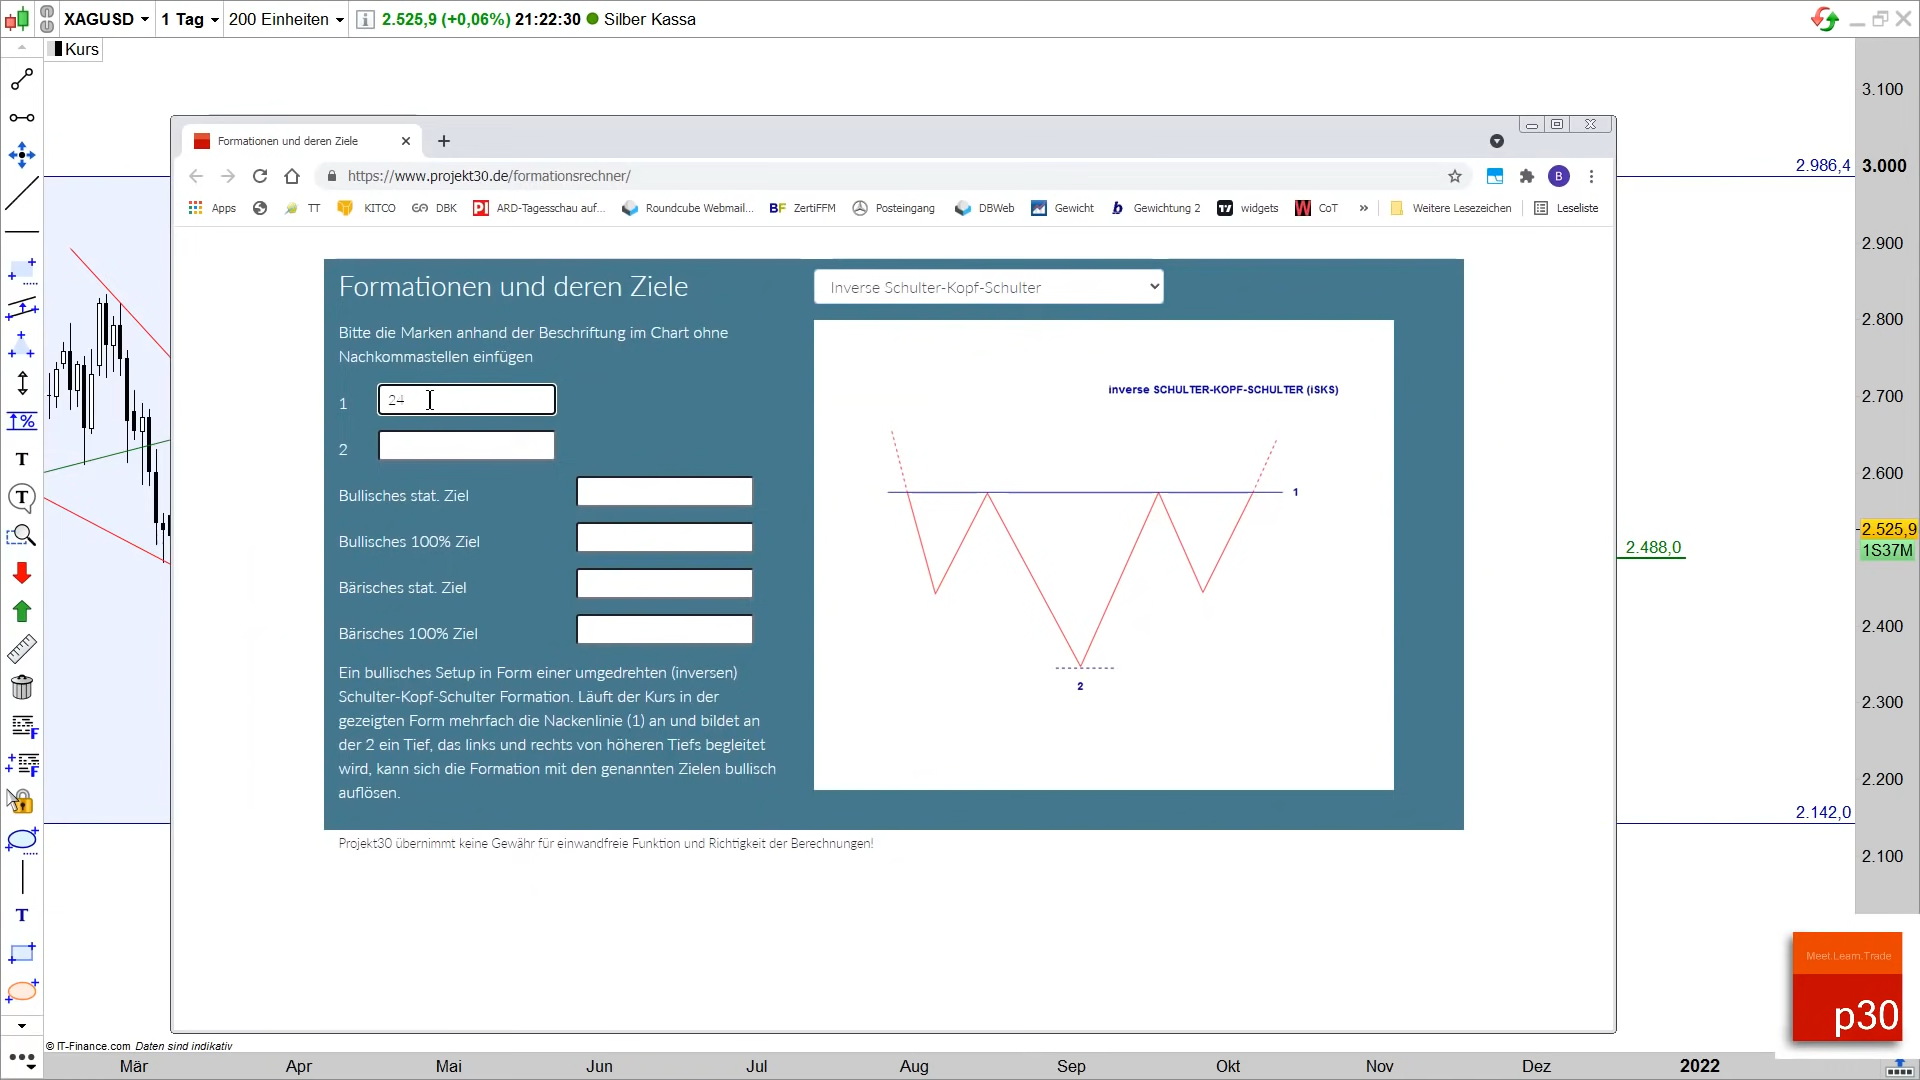 XAGUSD 1 Tag 200 Einheiten 2.525,9 (+0,06%) 21:22:30 Silber Kassa
Kurs
3.100
Formationen und deren Ziele
https://www.projekt30.de/formationsrechner/
B
2.986,4
3.000
Apps TT KITCO DBK ARD-Tagesschau auf... Roundcube Webmail... BF ZertiFFM Posteingang DBWeb Gewicht b Gewichtung 2 widgets CoT » Weitere Lesezeichen Leseliste
2.900
Formationen und deren Ziele
Inverse Schulter-Kopf-Schulter
2.800
Bitte die Marken anhand der Beschriftung im Chart ohne
Nachkommastellen einfügen
inverse SCHULTER-KOPF-SCHULTER (iSKS)
1 24
2.700
2
2.600
Bullisches stat. Ziel
1
2.525,9
Bullisches 100% Ziel
2.488,0
1S37M
Bärisches stat. Ziel
Bärisches 100% Ziel
2.400
Ein bullisches Setup in Form einer umgedrehten (inversen)
Schulter-Kopf-Schulter Formation. Läuft der Kurs in der
gezeigten Form mehrfach die Nackenlinie (1) an und bildet an
der 2 ein Tief, das links und rechts von höheren Tiefs begleitet
wird, kann sich die Formation mit den genannten Zielen bullisch
auflösen.
2
2.300
2.200
2.142,0
2.100
Projekt30 übernimmt keine Gewähr für einwandfreie Funktion und Richtigkeit der Berechnungen!
Meet.Learn.Trade
p30
© IT-Finance.com Daten sind indikativ
Mär Apr Mai Jun Jul Aug Sep Okt Nov Dez 2022